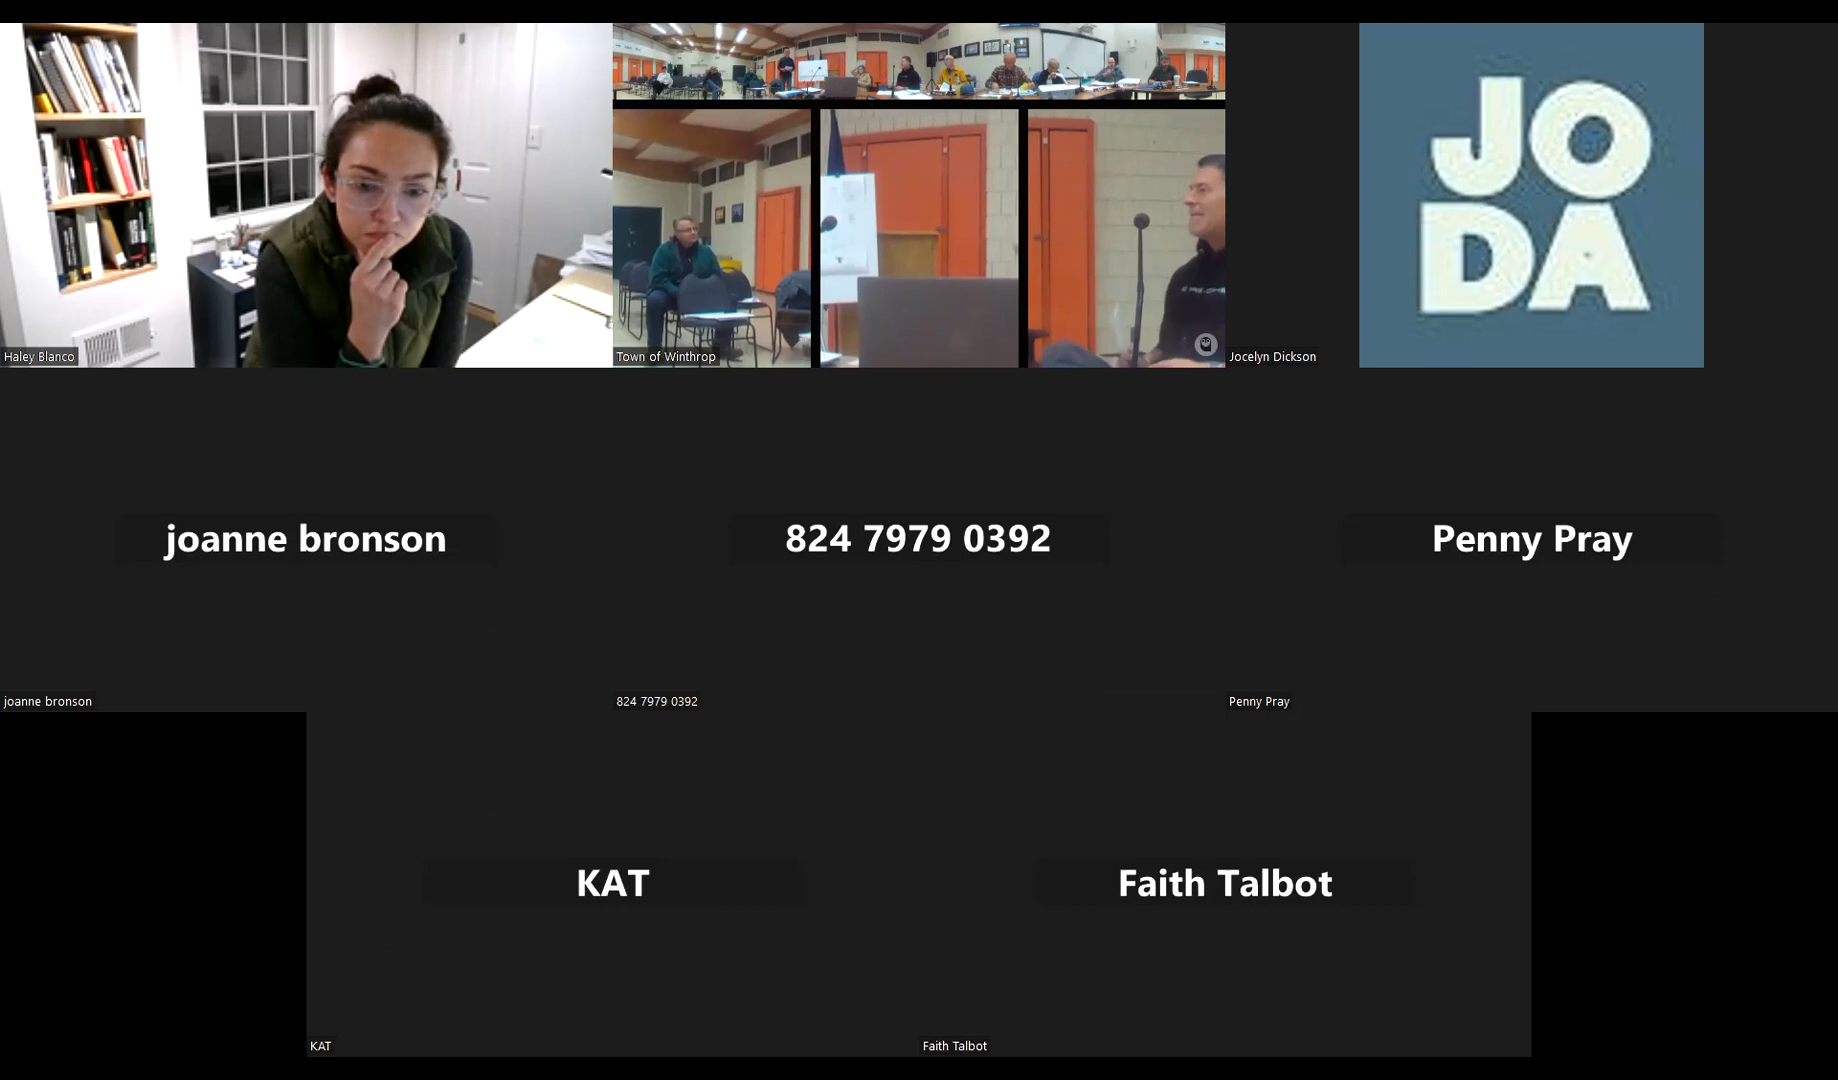 Haley Blanco
Town of Winthrop
JO
DA
Jocelyn Dickson
joanne bronson
824 7979 0392
Penny Pray
joanne bronson
824 7979 0392
Penny Pray
KAT
Faith Talbot
KAT
Faith Talbot